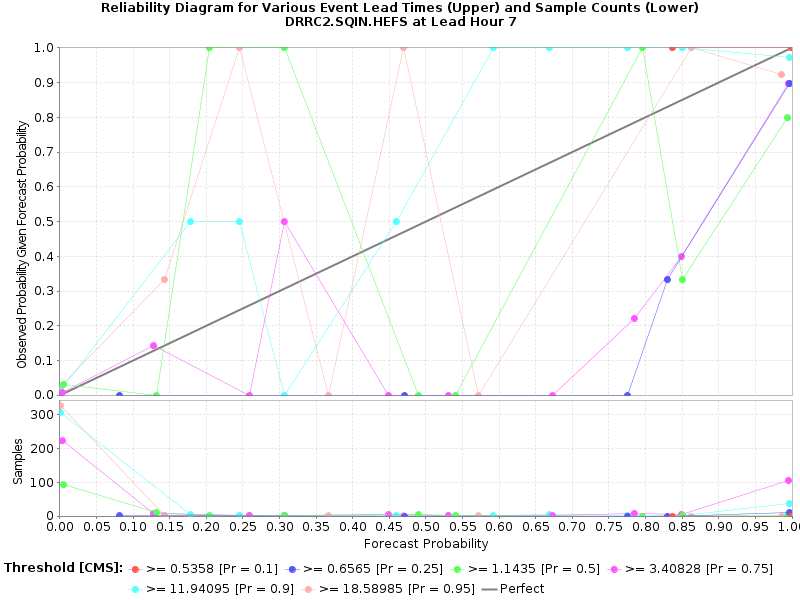 Reliability Diagram for Various Event Lead Times (Upper) and Sample Counts (Lower)
DRRC2.SQIN.HEFS at Lead Hour 7
Observed Probability Given Forecast Probability
1.0
0.9
0.8
0.7
0.6
0.5
0.4
0.3
0.2
0.1
0.0
Samples
300
200
100
0
0.00 0.05 0.10 0.15 0.20 0.25 0.30 0.35 0.40 0.45 0.50 0.55 0.60 0.65 0.70 0.75 0.80 0.85 0.90 0.95 1.00
Forecast Probability
Threshold [CMS]: >= 0.5358 [Pr = 0.1] >= 0.6565 [Pr = 0.25] >= 1.1435 [Pr = 0.5] >= 3.40828 [Pr = 0.75]
>= 11.94095 [Pr = 0.9] >= 18.58985 [Pr = 0.95] Perfect